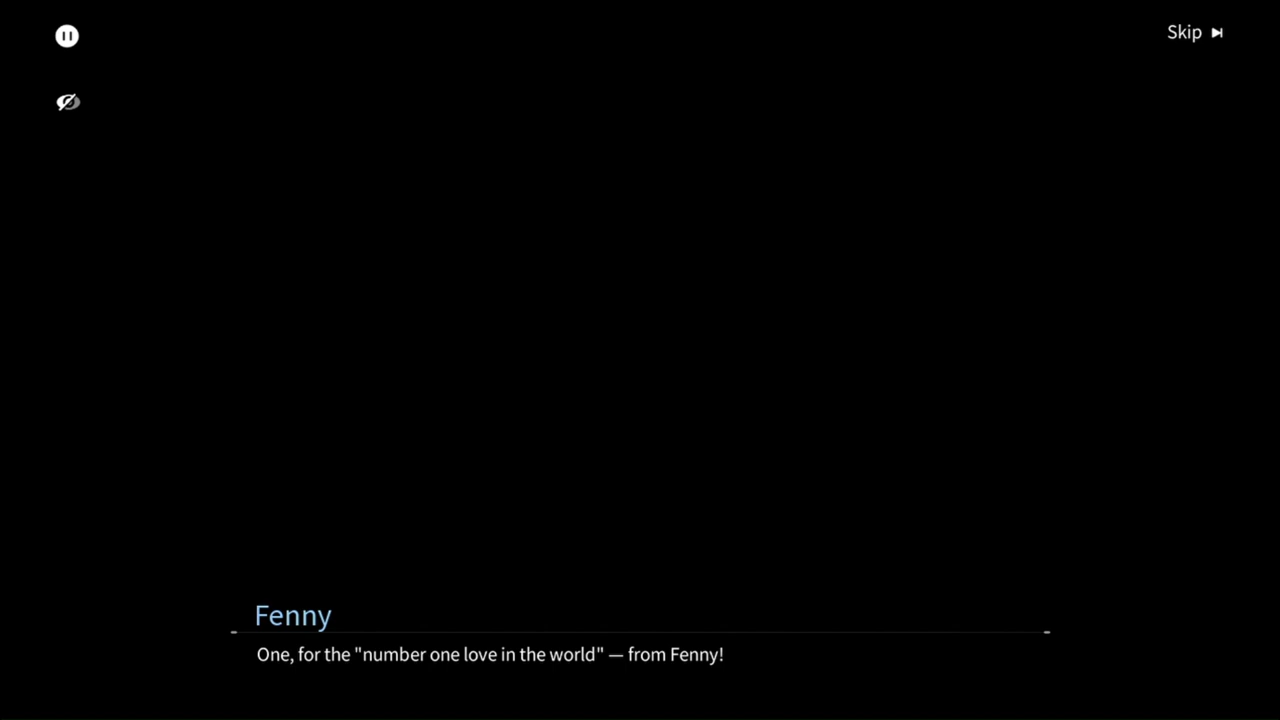 Skip
Fenny
One, for the "number one love in the world" — from Fenny!